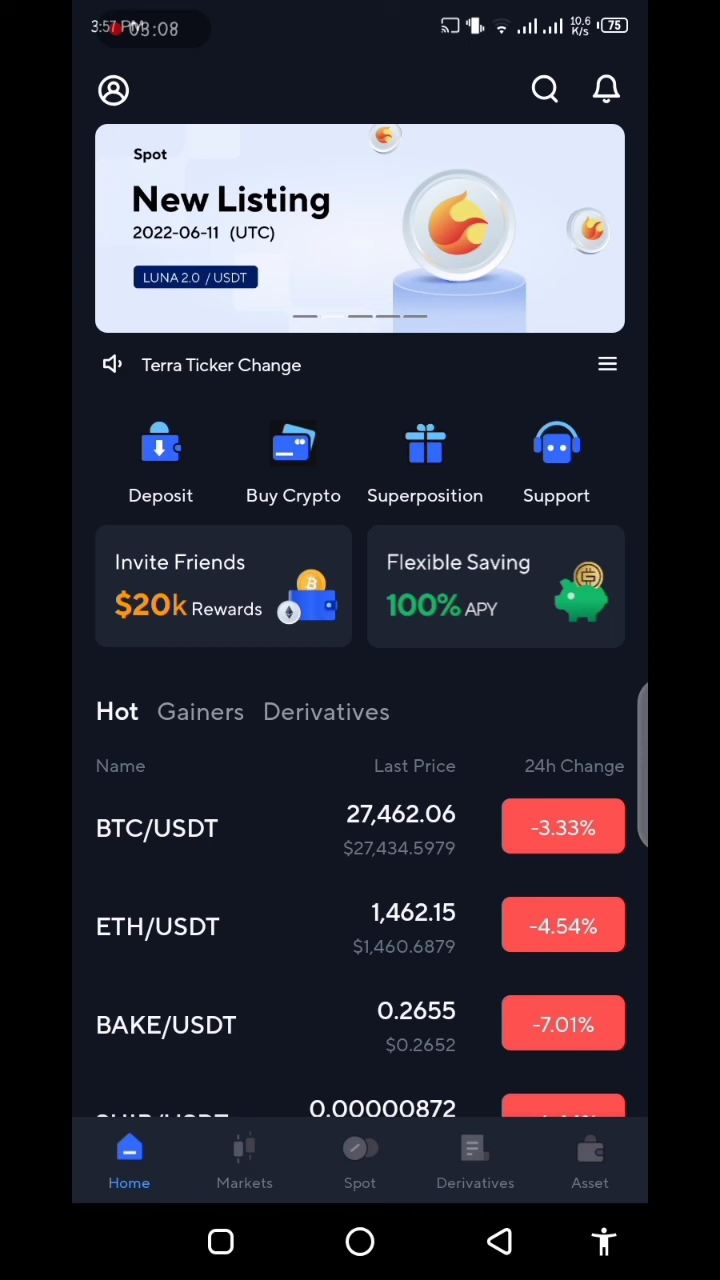 3:57 PM
03:08
10.6
K/s
75
Spot
New Listing
2022-06-11 (UTC)
LUNA 2.0 / USDT
Terra Ticker Change
Deposit
Buy Crypto
Superposition
Support
Invite Friends
$20k Rewards
Flexible Saving
100% APY
Hot
Gainers
Derivatives
Name
Last Price
24h Change
BTC/USDT
27,462.06
$27,434.5979
-3.33%
ETH/USDT
1,462.15
$1,460.6879
-4.54%
BAKE/USDT
0.2655
$0.2652
-7.01%
0.00000872
Home
Markets
Spot
Derivatives
Asset